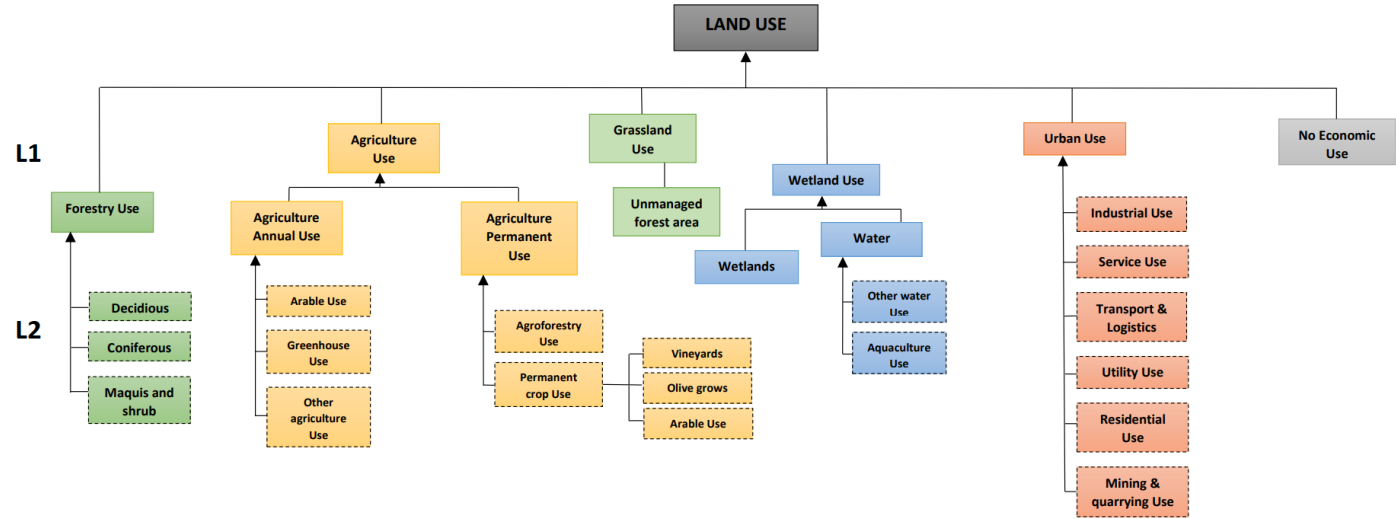 LAND USE
L1
Forestry Use
Agriculture
Use
Grassland
Use
Wetland Use
Urban Use
No Economic
Use
Agriculture
Annual Use
Agriculture
Permanent
Use
Unmanaged
forest area
Wetlands
Water
L2
Decidious
Coniferous
Maquis and
shrub
Arable Use
Greenhouse
Use
Other
agriculture
Use
Agroforestry
Use
Permanent
crop Use
Vineyards
Olive grows
Arable Use
Other water
Use
Aquaculture
Use
Industrial Use
Service Use
Transport &
Logistics
Utility Use
Residential
Use
Mining &
quarrying Use